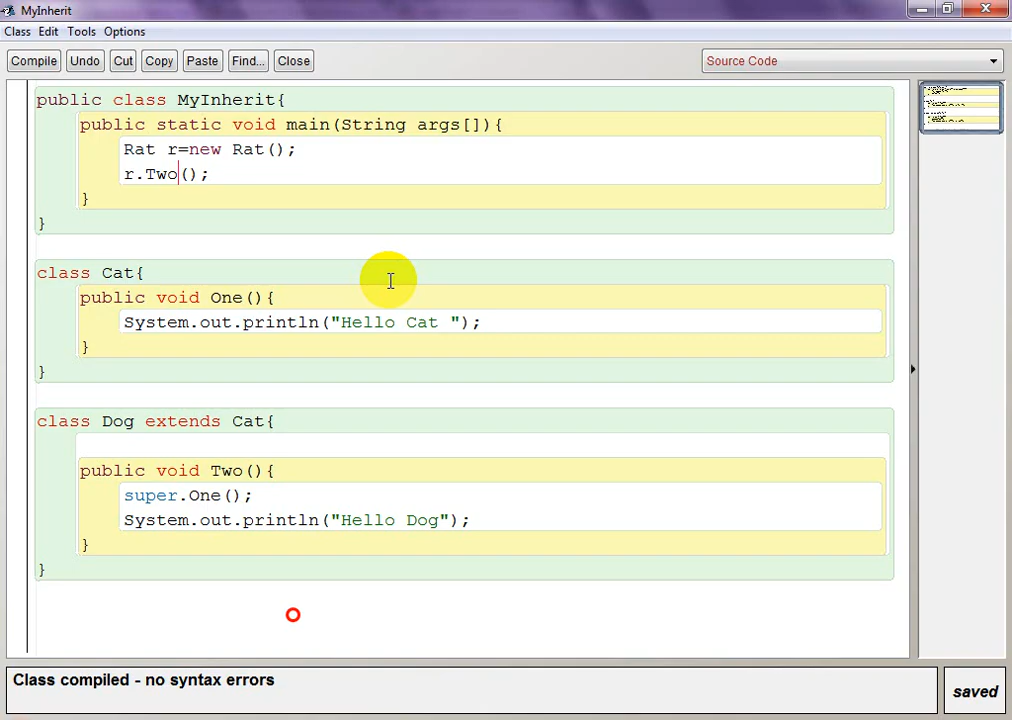 MyInherit
Class Edit Tools Options
Compile Undo Cut Copy Paste Find... Close Source Code
public class MyInherit{
public static void main(String args[]){
Rat r=new Rat();
r.Two();
}
}
class Cat{
public void One(){
System.out.println("Hello Cat ");
}
}
class Dog extends Cat{
public void Two(){
super.One();
System.out.println("Hello Dog");
}
}
Class compiled - no syntax errors
saved